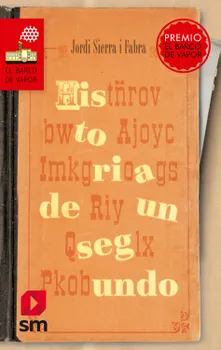 Jordi Sierra i Fabra
PREMIO
EL BARCO
DE VAPOR
EL BARCO
DE VAPOR
Histñrov
bwto Ajoyc
Imkgrioags
de Riy un
Qseglx
Pkobundo
sm